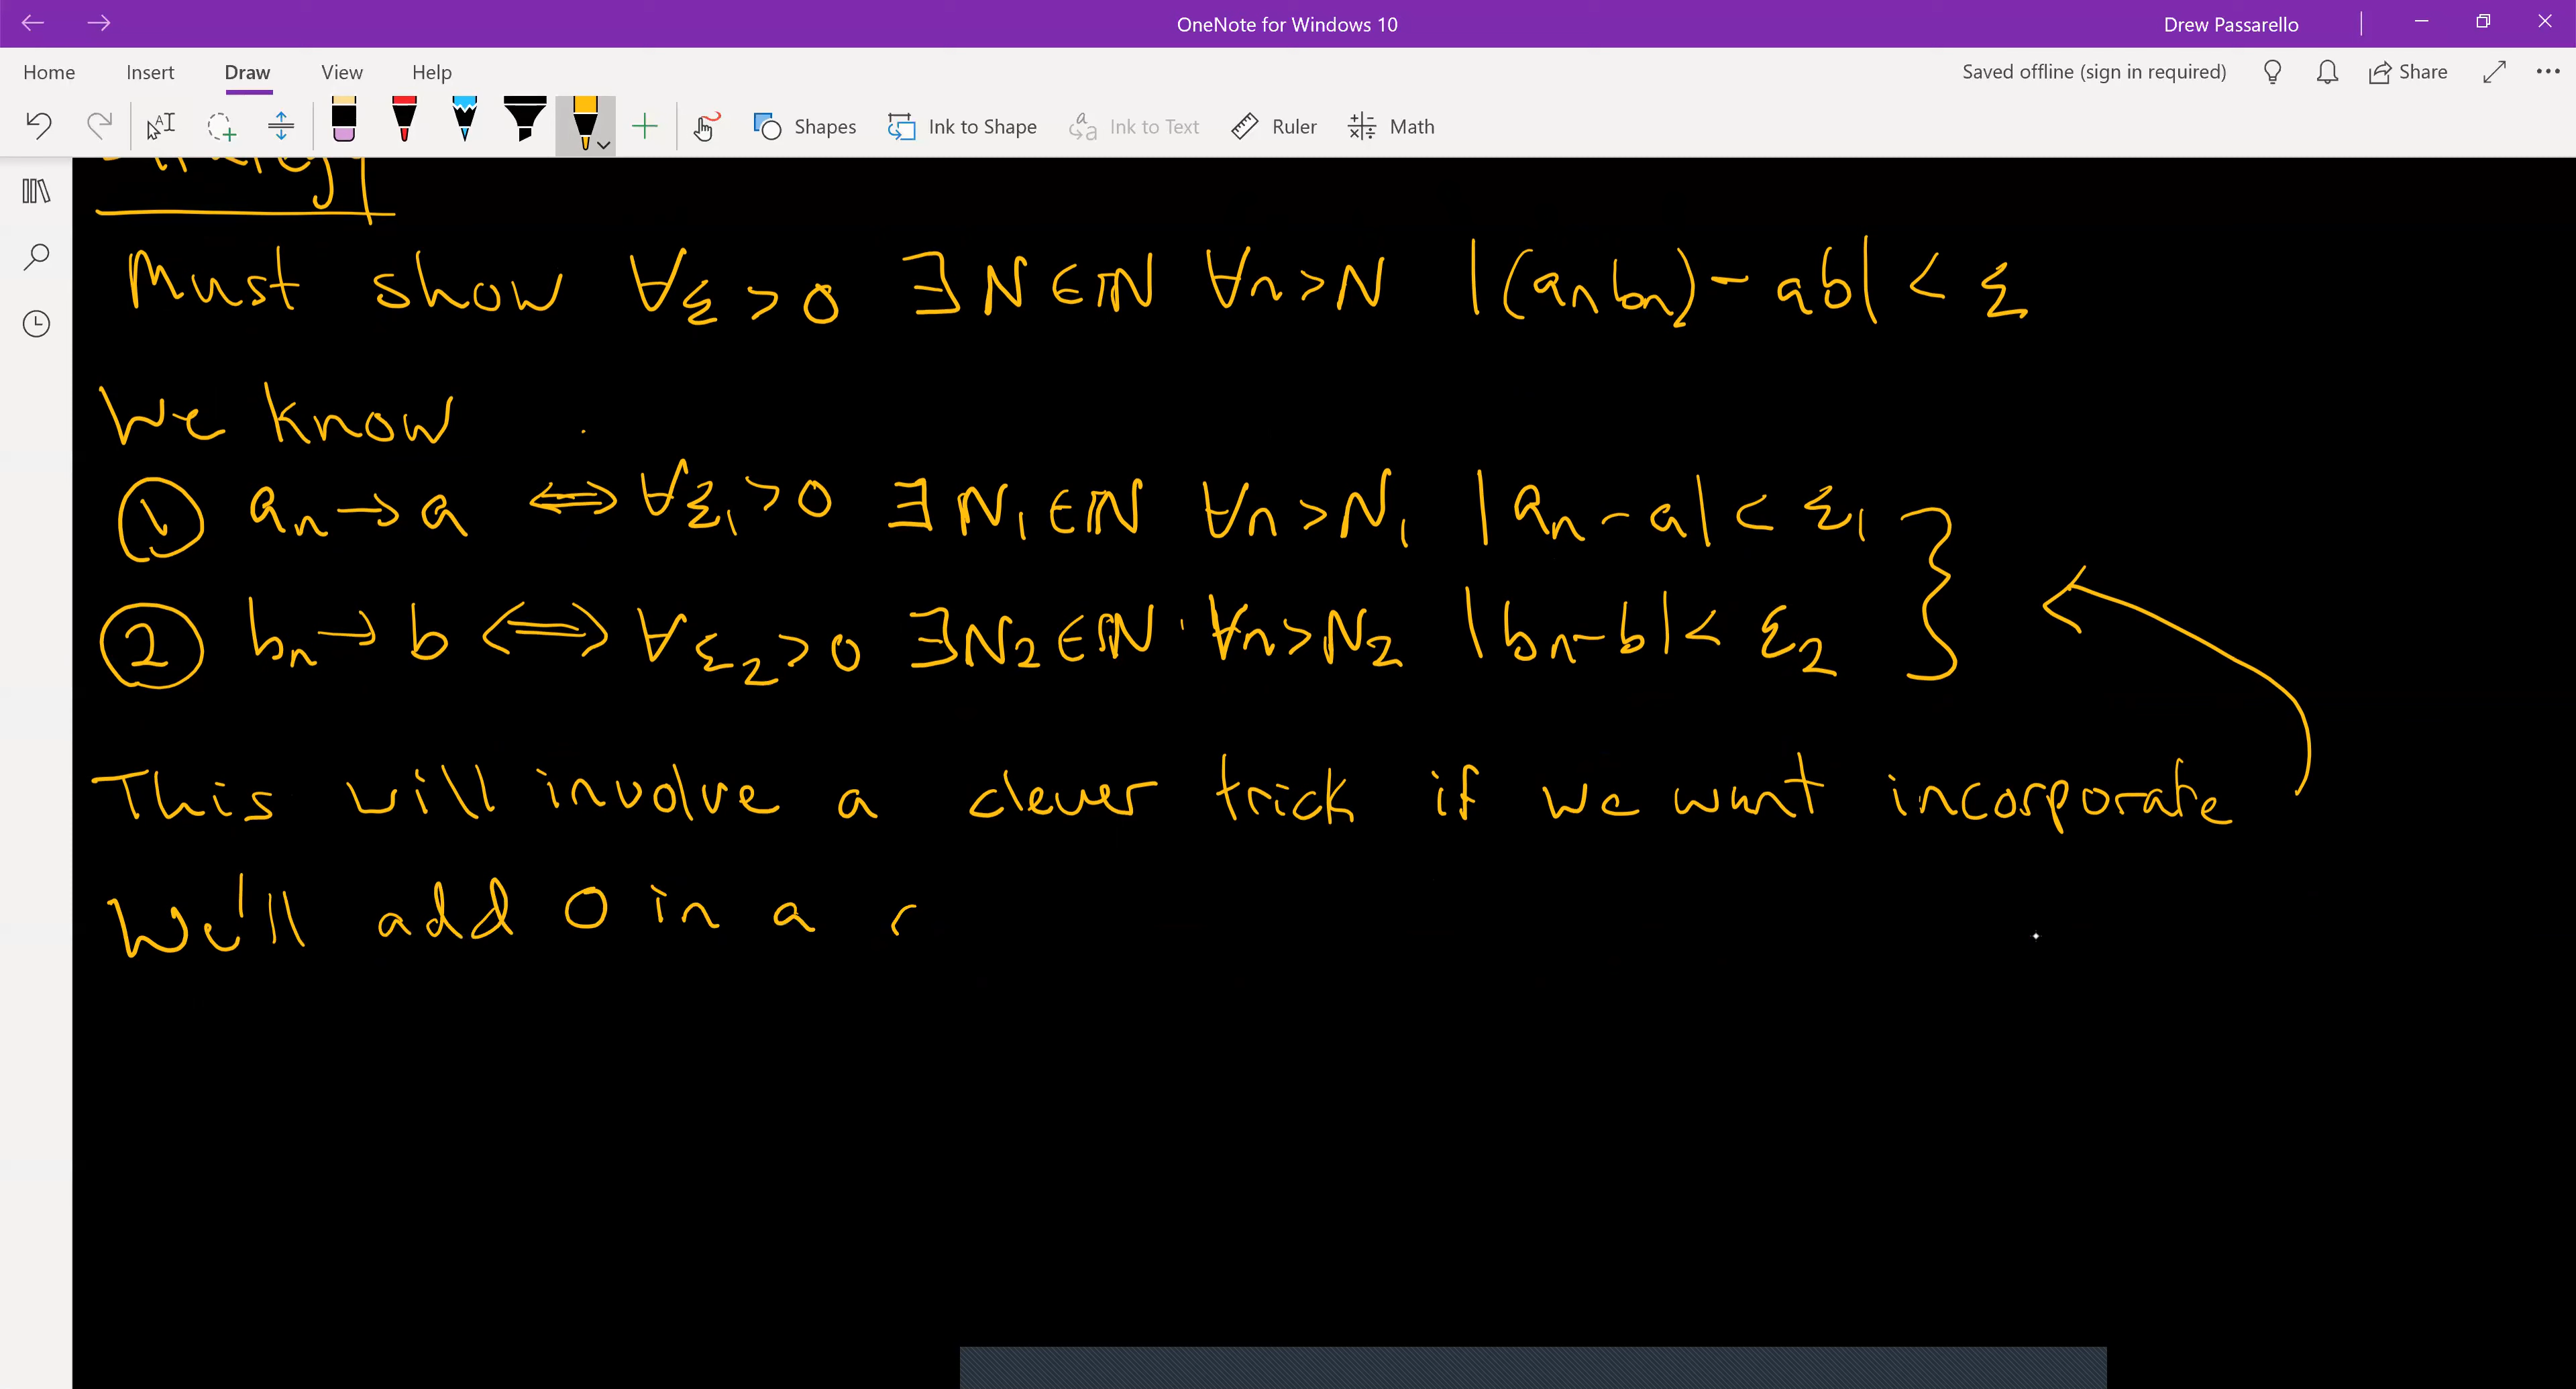 OneNote for Windows 10
Drew Passarello
Home Insert Draw View Help
Saved offline (sign in required) Share
Shapes Ink to Shape Ink to Text Ruler Math
Must show ∀ε > 0 ∃N∈ℕ ∀n>N |(aₙbₙ) - ab| < ε
We know
① aₙ → a ⟺ ∀ε₁>0 ∃N₁∈ℕ ∀n>N₁ |aₙ-a| < ε₁
② bₙ → b ⟺ ∀ε₂>0 ∃N₂∈ℕ ∀n>N₂ |bₙ-b| < ε₂
This will involve a clever trick if we want incorporate
We'll add 0 in a c